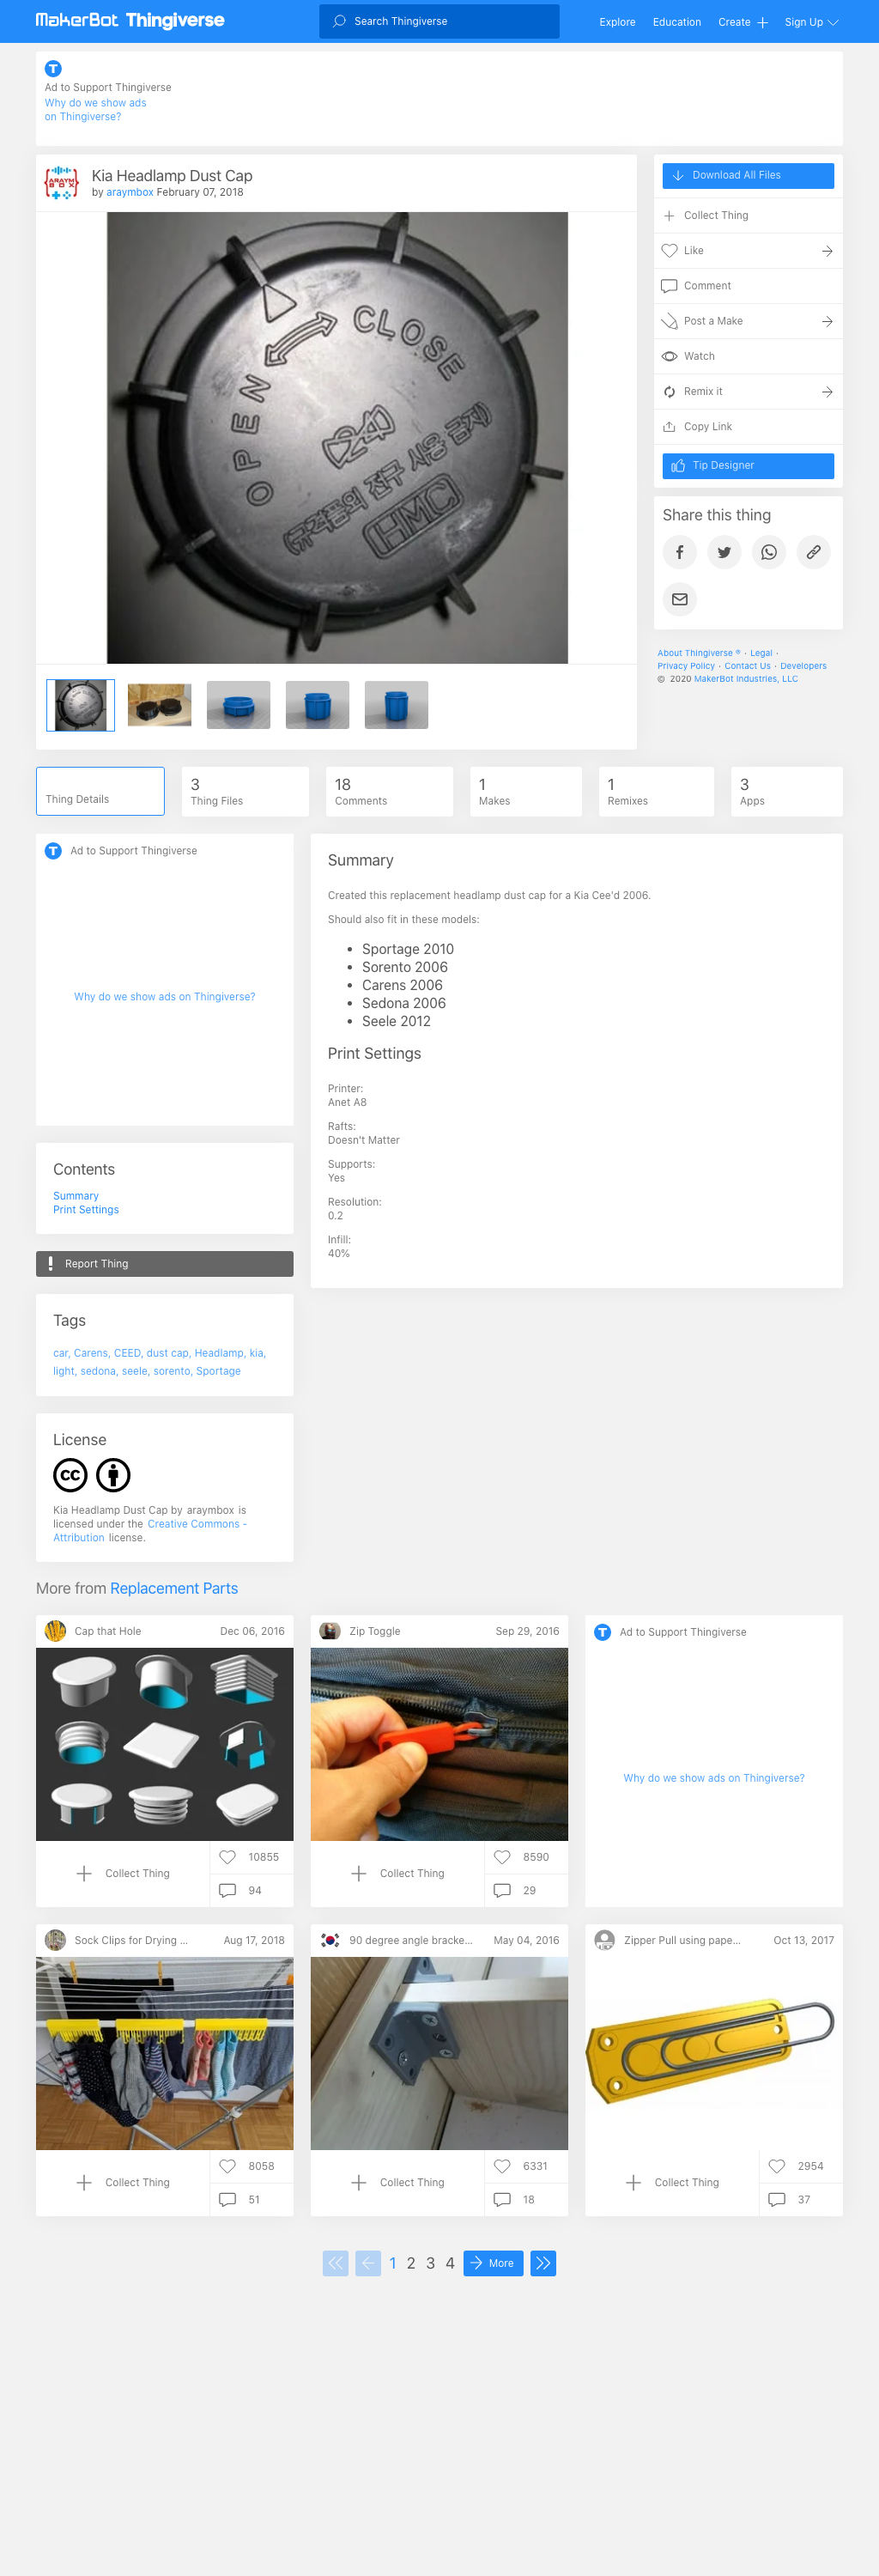 MakerBot Thingiverse
Search Thingiverse
Explore
Education
Create
Sign Up
Ad to Support Thingiverse
Why do we show ads
on Thingiverse?
ARAYM
BOX
Kia Headlamp Dust Cap
by araymbox February 07, 2018
OPEN
CLOSE
(규격품외 전구 사용 금지)
HMC
Download All Files
Collect Thing
Like
Comment
Post a Make
Watch
Remix it
Copy Link
Tip Designer
Share this thing
About Thingiverse ® · Legal ·
Privacy Policy · Contact Us · Developers
© 2020 MakerBot Industries, LLC
Thing Details
3
Thing Files
18
Comments
1
Makes
1
Remixes
3
Apps
Ad to Support Thingiverse
Why do we show ads on Thingiverse?
Contents
Summary
Print Settings
Report Thing
Tags
car, Carens, CEED, dust cap, Headlamp, kia,
light, sedona, seele, sorento, Sportage
License
Kia Headlamp Dust Cap by araymbox is
licensed under the Creative Commons -
Attribution license.
Summary
Created this replacement headlamp dust cap for a Kia Cee'd 2006.
Should also fit in these models:
• Sportage 2010
• Sorento 2006
• Carens 2006
• Sedona 2006
• Seele 2012
Print Settings
Printer:
Anet A8
Rafts:
Doesn't Matter
Supports:
Yes
Resolution:
0.2
Infill:
40%
More from Replacement Parts
Cap that Hole
Dec 06, 2016
Collect Thing
10855
94
Zip Toggle
Sep 29, 2016
Collect Thing
8590
29
Ad to Support Thingiverse
Why do we show ads on Thingiverse?
Sock Clips for Drying ...
Aug 17, 2018
Collect Thing
8058
51
90 degree angle bracke...
May 04, 2016
Collect Thing
6331
18
Zipper Pull using pape...
Oct 13, 2017
Collect Thing
2954
37
1 2 3 4
More